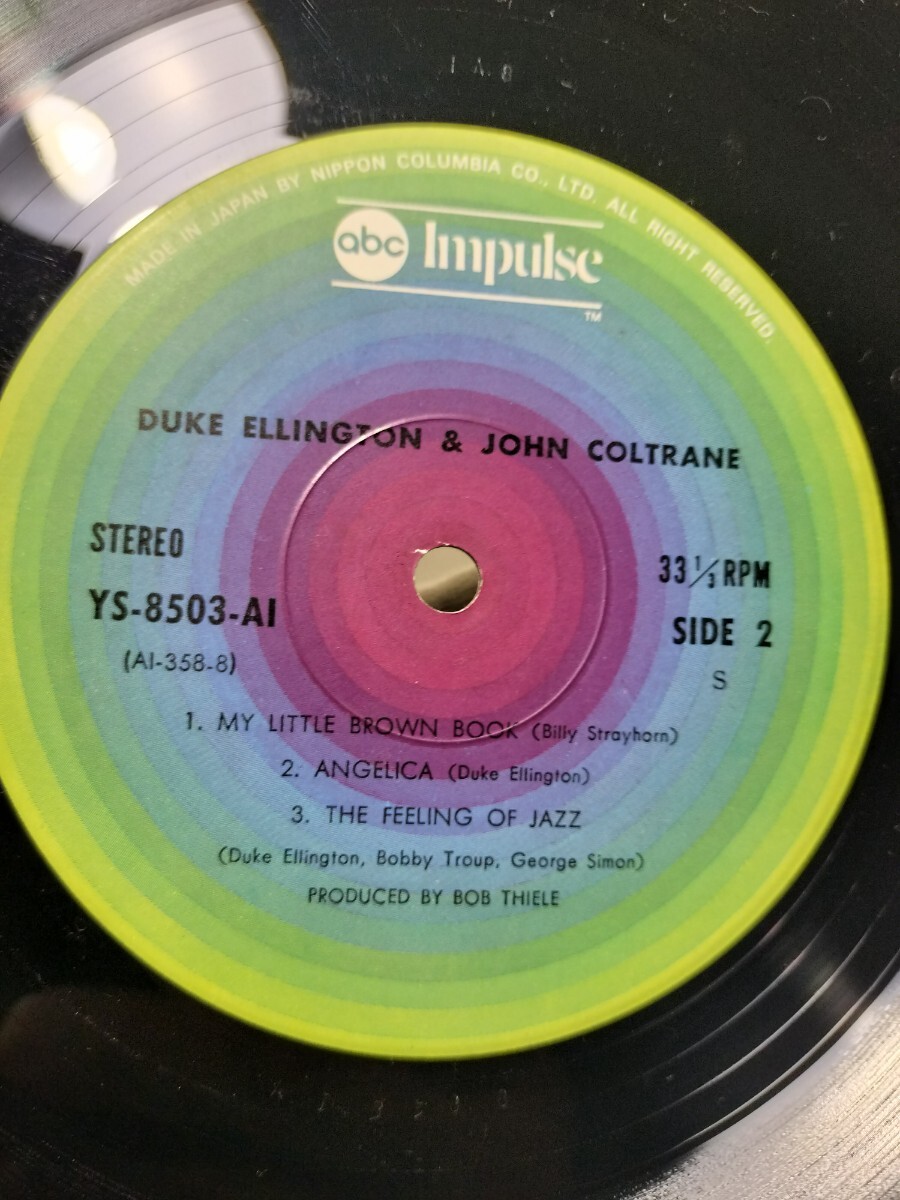 MADE IN JAPAN BY NIPPON COLUMBIA CO., LTD. ALL RIGHT RESERVED.
abc Impulse
TM
DUKE ELLINGTON & JOHN COLTRANE
STEREO
33 1/3 RPM
YS-8503-AI
SIDE 2
(AI-358-8)
S
1. MY LITTLE BROWN BOOK (Billy Strayhorn)
2. ANGELICA (Duke Ellington)
3. THE FEELING OF JAZZ
(Duke Ellington, Bobby Troup, George Simon)
PRODUCED BY BOB THIELE